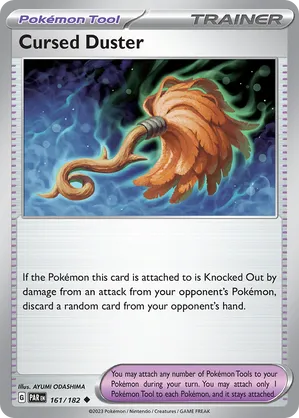 Pokémon Tool TRAINER
Cursed Duster
If the Pokémon this card is attached to is Knocked Out by
damage from an attack from your opponent's Pokémon,
discard a random card from your opponent's hand.
Illus. AYUMI ODASHIMA
G PAR EN 161/182 ◆
You may attach any number of Pokémon Tools to your
Pokémon during your turn. You may attach only 1
Pokémon Tool to each Pokémon, and it stays attached.
©2023 Pokémon / Nintendo / Creatures / GAME FREAK